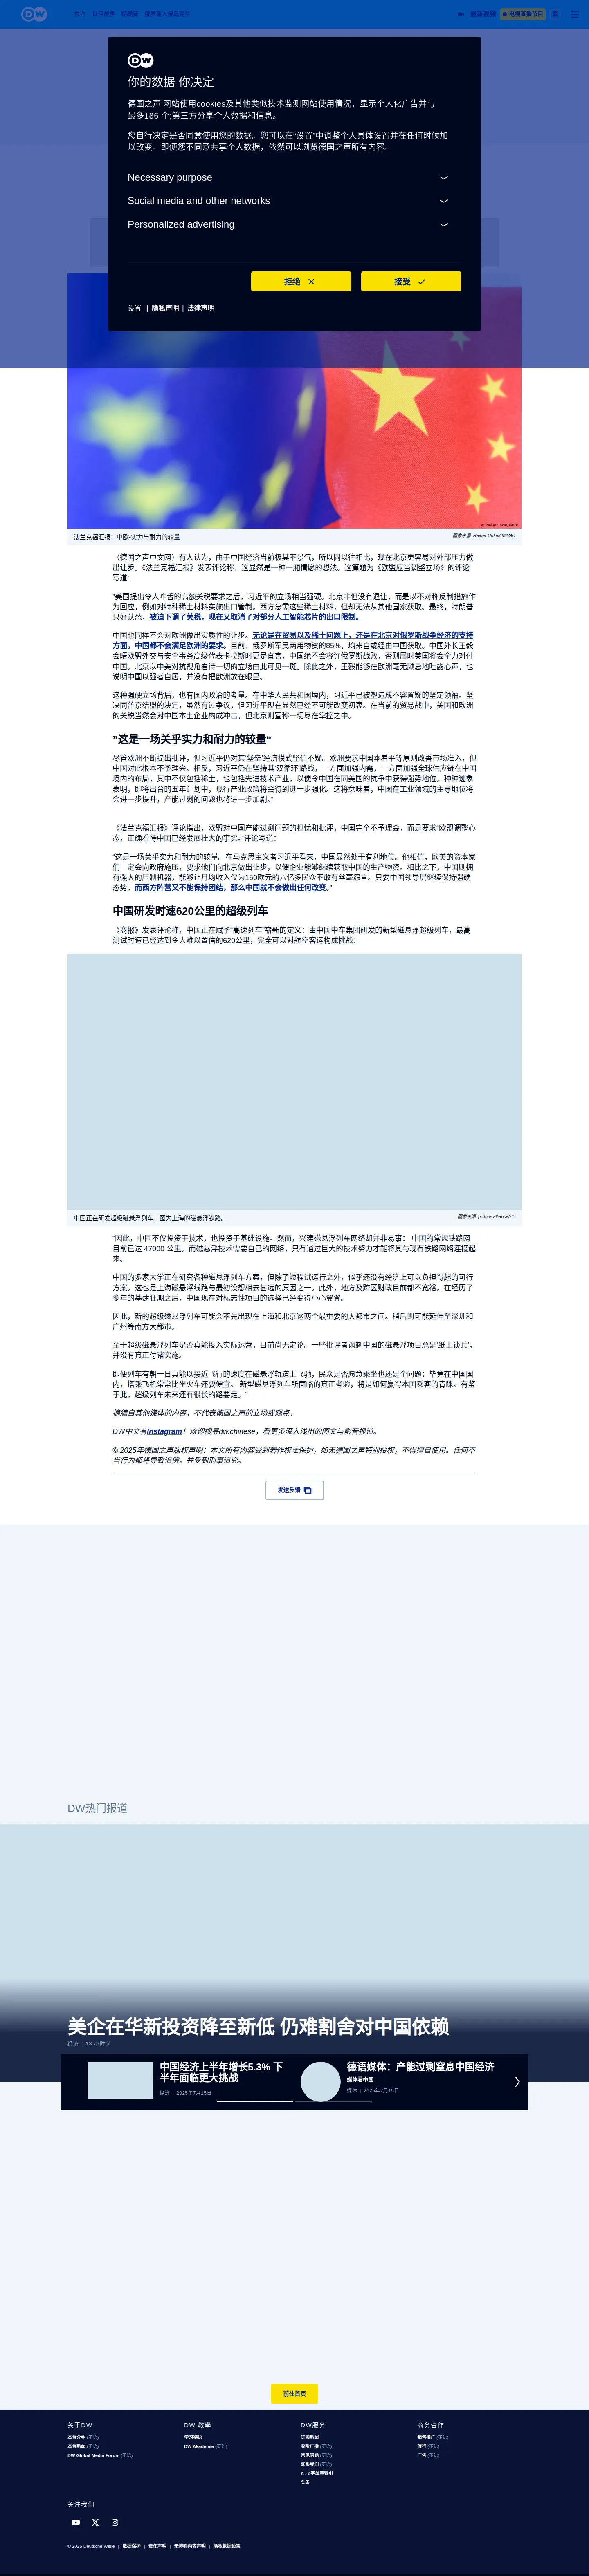 最新视频
电视直播节目
DW
你的数据 你决定
德国之声'网站使用cookies及其他类似技术监测网站使用情况，显示个人化广告并与
最多186 个;第三方分享个人数据和信息。
您自行决定是否同意使用您的数据。您可以在"设置"中调整个人具体设置并在任何时候加
以改变。即便您不同意共享个人数据，依然可以浏览德国之声所有内容。
Necessary purpose
Social media and other networks
Personalized advertising
拒绝
接受
设置 | 隐私声明 | 法律声明
法兰克福汇报：中欧-实力与耐力的较量
图像来源: Rainer Unkel/IMAGO
（德国之声中文网）有人认为，由于中国经济当前极其不景气，所以同以往相比，现在北京更容易对外部压力做
出让步。《法兰克福汇报》发表评论称，这显然是一种一厢情愿的想法。这篇题为《欧盟应当调整立场》的评论
写道:
"美国提出令人咋舌的高额关税要求之后，习近平的立场相当强硬。北京非但没有退让，而是以不对称反制措施作
为回应，例如对特种稀土材料实施出口管制。西方急需这些稀土材料，但却无法从其他国家获取。最终，特朗普
只好认怂，被迫下调了关税，现在又取消了对部分人工智能芯片的出口限制。
中国也同样不会对欧洲做出实质性的让步。无论是在贸易以及稀土问题上，还是在北京对俄罗斯战争经济的支持
方面，中国都不会满足欧洲的要求。目前，俄罗斯军民两用物资的85%，均来自或经由中国获取。中国外长王毅
会晤欧盟外交与安全事务高级代表卡拉斯时更是直言，中国绝不会容许俄罗斯战败，否则届时美国将会全力对付
中国。北京以中美对抗视角看待一切的立场由此可见一斑。除此之外，王毅能够在欧洲毫无顾忌地吐露心声，也
说明中国以强者自居，并没有把欧洲放在眼里。
这种强硬立场背后，也有国内政治的考量。在中华人民共和国境内，习近平已被塑造成不容置疑的坚定领袖。坚
决同普京结盟的决定，虽然有过争议，但习近平现在显然已经不可能改变初衷。在当前的贸易战中，美国和欧洲
的关税当然会对中国本土企业构成冲击，但北京则宣称一切尽在掌控之中。
"这是一场关乎实力和耐力的较量"
尽管欧洲不断提出批评，但习近平仍对其'堡垒'经济模式坚信不疑。欧洲要求中国本着平等原则改善市场准入，但
中国对此根本不予理会。相反，习近平仍在坚持其'双循环'路线，一方面加强内需，一方面加强全球供应链在中国
境内的布局，其中不仅包括稀土，也包括先进技术产业，以便令中国在同美国的抗争中获得强势地位。种种迹象
表明，即将出台的五年计划中，现行产业政策将会得到进一步强化。这将意味着，中国在工业领域的主导地位将
会进一步提升，产能过剩的问题也将进一步加剧。"
《法兰克福汇报》评论指出，欧盟对中国产能过剩问题的担忧和批评，中国完全不予理会，而是要求"欧盟调整心
态，正确看待中国已经发展壮大的事实。"评论写道:
"这是一场关乎实力和耐力的较量。在马克思主义者习近平看来，中国显然处于有利地位。他相信，欧美的资本家
们一定会向政府施压，要求他们向北京做出让步，以便企业能够继续获取中国的生产物资。相比之下，中国则拥
有强大的压制机器，能够让月均收入仅为150欧元的六亿多民众不敢有丝毫怨言。只要中国领导层继续保持强硬
态势，而西方阵营又不能保持团结，那么中国就不会做出任何改变。"
中国研发时速620公里的超级列车
《商报》发表评论称，中国正在赋予"高速列车"崭新的定义：由中国中车集团研发的新型磁悬浮超级列车，最高
测试时速已经达到令人难以置信的620公里，完全可以对航空客运构成挑战：
中国正在研发超级磁悬浮列车。图为上海的磁悬浮铁路。
图像来源: picture-alliance/ZB
"因此，中国不仅投资于技术，也投资于基础设施。然而，兴建磁悬浮列车网络却并非易事： 中国的常规铁路网
目前已达 47000 公里。而磁悬浮技术需要自己的网络，只有通过巨大的技术努力才能将其与现有铁路网络连接起
来。
中国的多家大学正在研究各种磁悬浮列车方案，但除了短程试运行之外，似乎还没有经济上可以负担得起的可行
方案。这也是上海磁悬浮线路与最初设想相去甚远的原因之一。此外，地方及跨区财政目前都不宽裕。在经历了
多年的基建狂潮之后，中国现在对标志性项目的选择已经变得小心翼翼。
因此，新的超级磁悬浮列车可能会率先出现在上海和北京这两个最重要的大都市之间。稍后则可能延伸至深圳和
广州等南方大都市。
至于超级磁悬浮列车是否真能投入实际运营，目前尚无定论。一些批评者讽刺中国的磁悬浮项目总是'纸上谈兵'，
并没有真正付诸实施。
即便列车有朝一日真能以接近飞行的速度在磁悬浮轨道上飞驰，民众是否愿意乘坐也还是个问题：毕竟在中国国
内，搭乘飞机常常比坐火车还要便宜。 新型磁悬浮列车所面临的真正考验，将是如何赢得本国乘客的青睐。有鉴
于此，超级列车未来还有很长的路要走。"
摘编自其他媒体的内容，不代表德国之声的立场或观点。
DW中文有Instagram！欢迎搜寻dw.chinese，看更多深入浅出的图文与影音报道。
© 2025年德国之声版权声明：本文所有内容受到著作权法保护，如无德国之声特别授权，不得擅自使用。任何不
当行为都将导致追偿，并受到刑事追究。
发送反馈
DW热门报道
美企在华新投资降至新低 仍难割舍对中国依赖
经济 | 13 小时前
中国经济上半年增长5.3% 下
半年面临更大挑战
经济 | 2025年7月15日
德语媒体：产能过剩窒息中国经济
媒体看中国
媒体 | 2025年7月15日
前往首页
关于DW
本台介绍 (英语)
本台新闻 (英语)
DW Global Media Forum (英语)
DW 教學
学习德语
DW Akademie (英语)
DW服务
订阅新闻
收听广播 (英语)
常见问题 (英语)
联系我们 (英语)
A - Z字母序索引
头条
商务合作
销售推广 (英语)
旅行 (英语)
广告 (英语)
关注我们
© 2025 Deutsche Welle | 数据保护 | 责任声明 | 无障碍内容声明 | 隐私数据设置